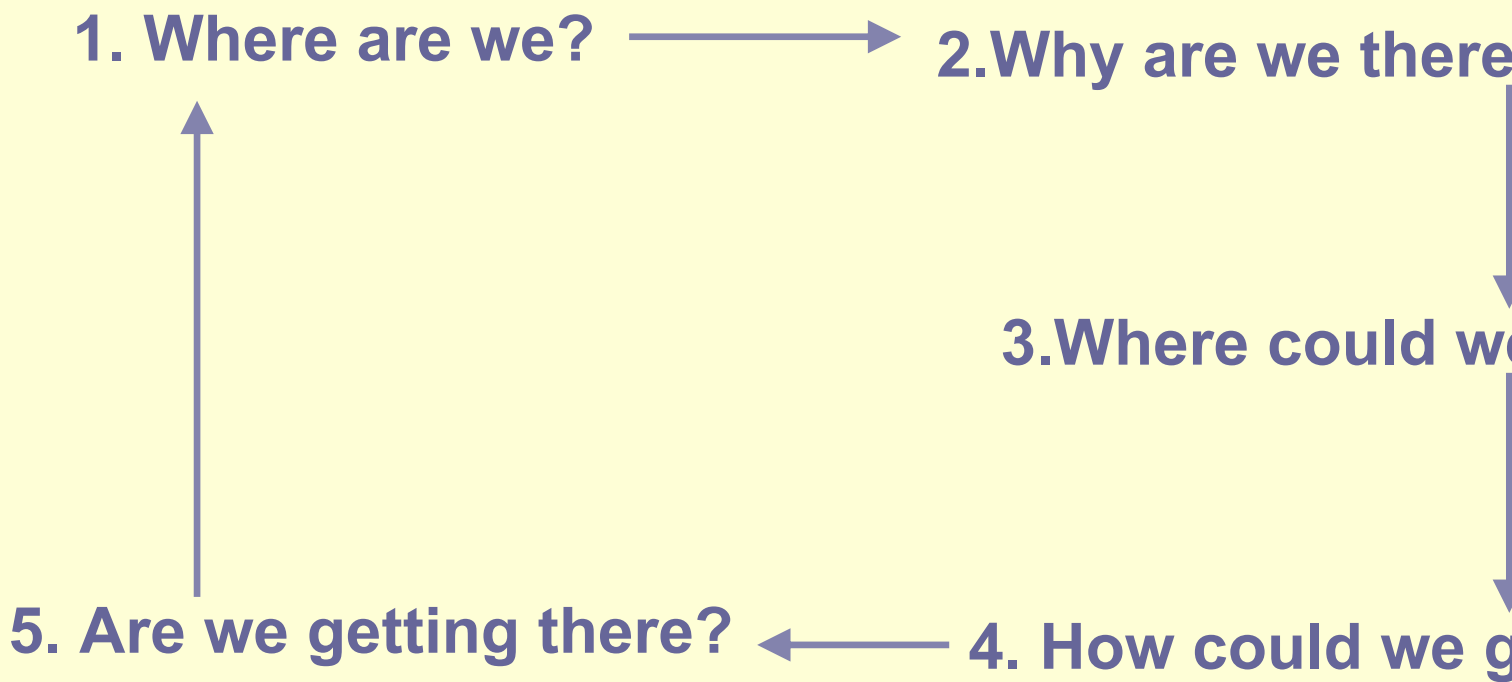 1. Where are we?
2.Why are we there
3.Where could we
4. How could we g
5. Are we getting there?